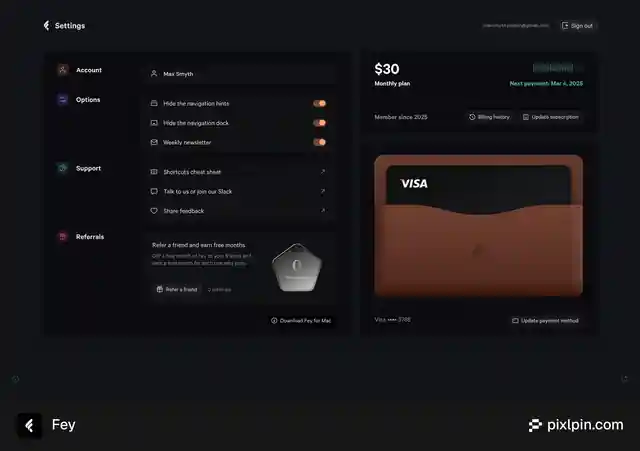 Settings
Sign out
Account
Max Smyth
Options
Hide the navigation hints
Hide the navigation dock
Weekly newsletter
Support
Shortcuts cheat sheet
Talk to us or join our Slack
Share feedback
Referrals
Refer a friend and earn free months
Refer a friend
Download Fey for Mac
$30
Monthly plan
Next payment: Mar 4, 2025
Member since 2025
Billing history
Update subscription
VISA
Visa •••• 3748
Update payment method
Fey
pixlpin.com